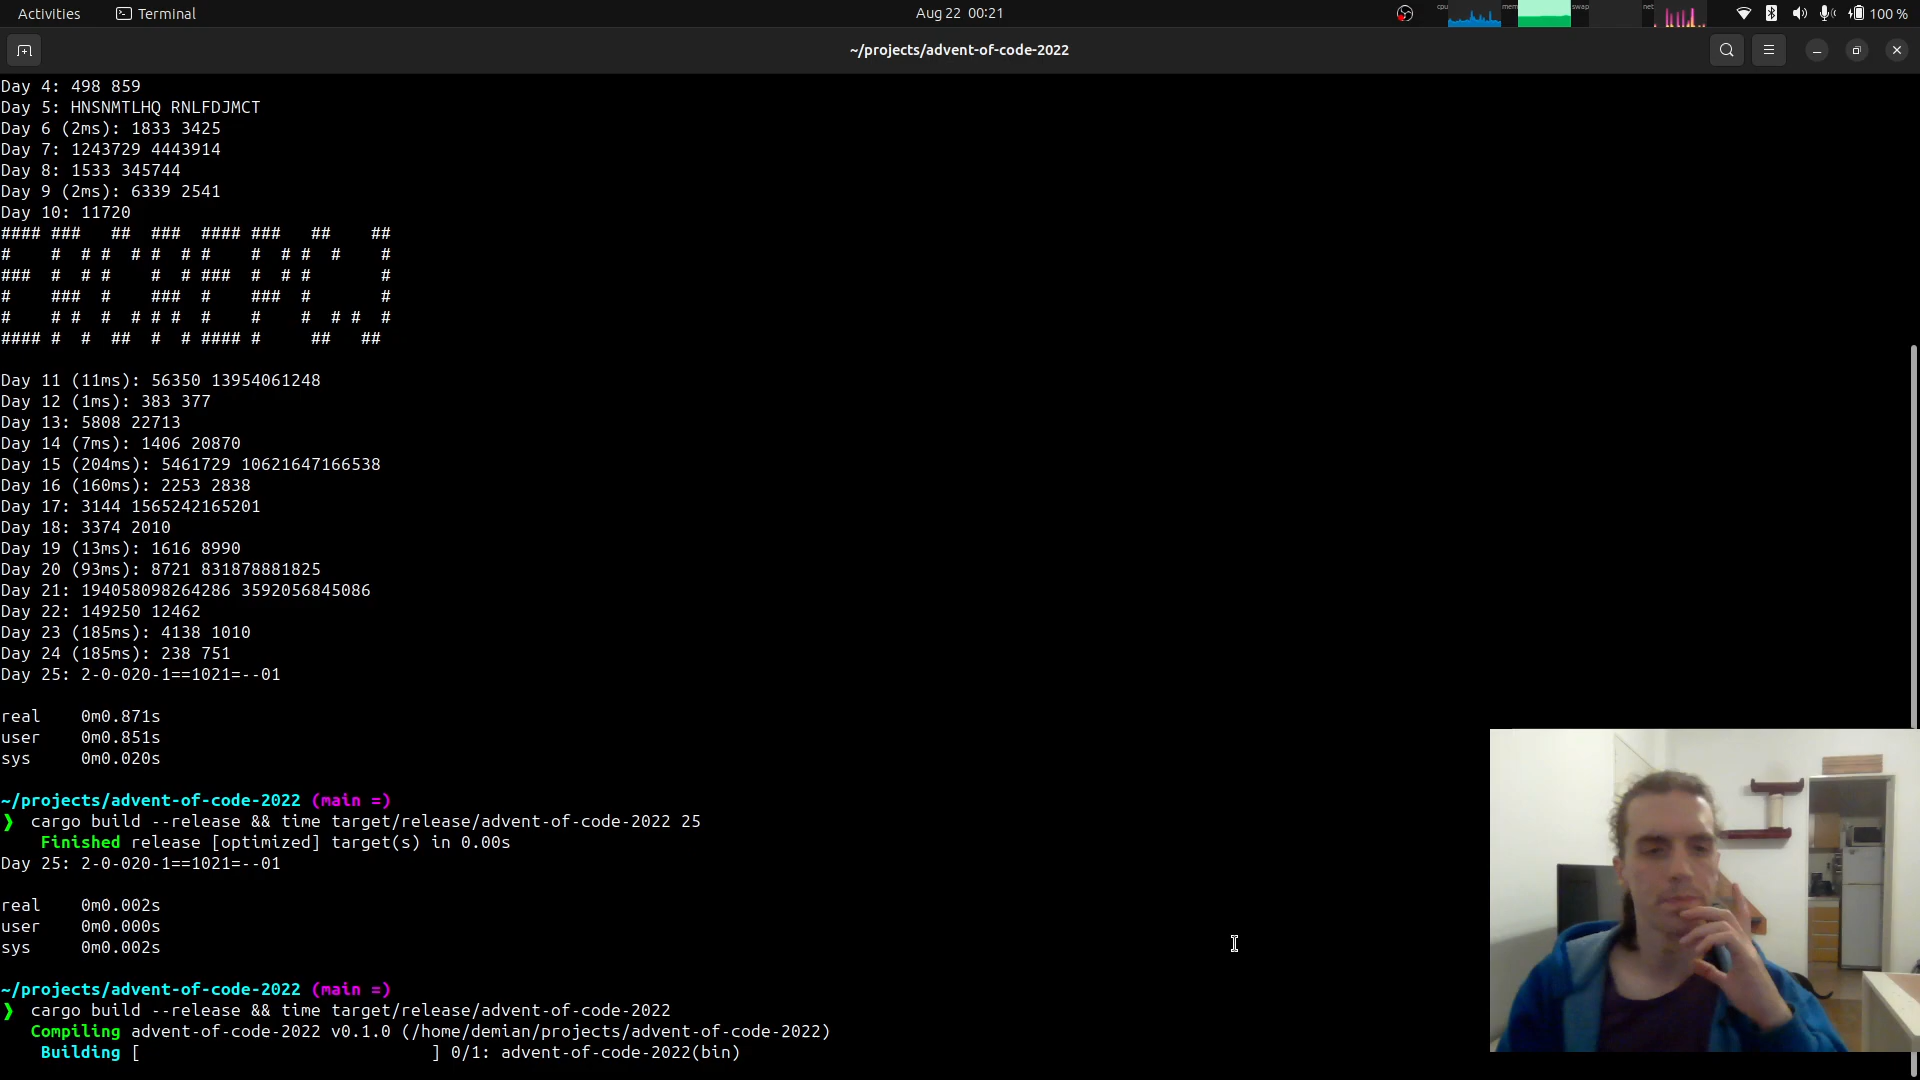 Activities Terminal Aug 22 00:21 cpu mem swap net 100 %
~/projects/advent-of-code-2022
Day 4: 498 859
Day 5: HNSNMTLHQ RNLFDJMCT
Day 6 (2ms): 1833 3425
Day 7: 1243729 4443914
Day 8: 1533 345744
Day 9 (2ms): 6339 2541
Day 10: 11720
#### ###   ##  ###  #### ###   ##    ##
#    #  # #  # #  # #    #  # #  #    #
###  #  # #    #  # ###  #  # #       #
#    ###  #    ###  #    ###  #       #
#    # #  #  # # #  #    #    #  # #  #
#### #  #  ##  #  # #### #     ##   ##
Day 11 (11ms): 56350 13954061248
Day 12 (1ms): 383 377
Day 13: 5808 22713
Day 14 (7ms): 1406 20870
Day 15 (204ms): 5461729 10621647166538
Day 16 (160ms): 2253 2838
Day 17: 3144 1565242165201
Day 18: 3374 2010
Day 19 (13ms): 1616 8990
Day 20 (93ms): 8721 831878881825
Day 21: 194058098264286 3592056845086
Day 22: 149250 12462
Day 23 (185ms): 4138 1010
Day 24 (185ms): 238 751
Day 25: 2-0-020-1==1021=--01
real    0m0.871s
user    0m0.851s
sys     0m0.020s
~/projects/advent-of-code-2022 (main =)
❯ cargo build --release && time target/release/advent-of-code-2022 25
Finished release [optimized] target(s) in 0.00s
Day 25: 2-0-020-1==1021=--01
real    0m0.002s
user    0m0.000s
sys     0m0.002s
~/projects/advent-of-code-2022 (main =)
❯ cargo build --release && time target/release/advent-of-code-2022
Compiling advent-of-code-2022 v0.1.0 (/home/demian/projects/advent-of-code-2022)
Building [                             ] 0/1: advent-of-code-2022(bin)